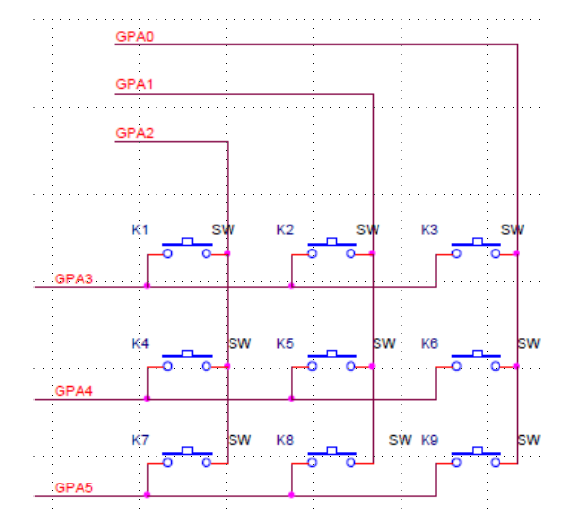 GPA0
GPA1
GPA2
K1 SW K2 SW K3 SW
GPA3
K4 SW K5 SW K6 SW
GPA4
K7 SW K8 SW K9 SW
GPA5